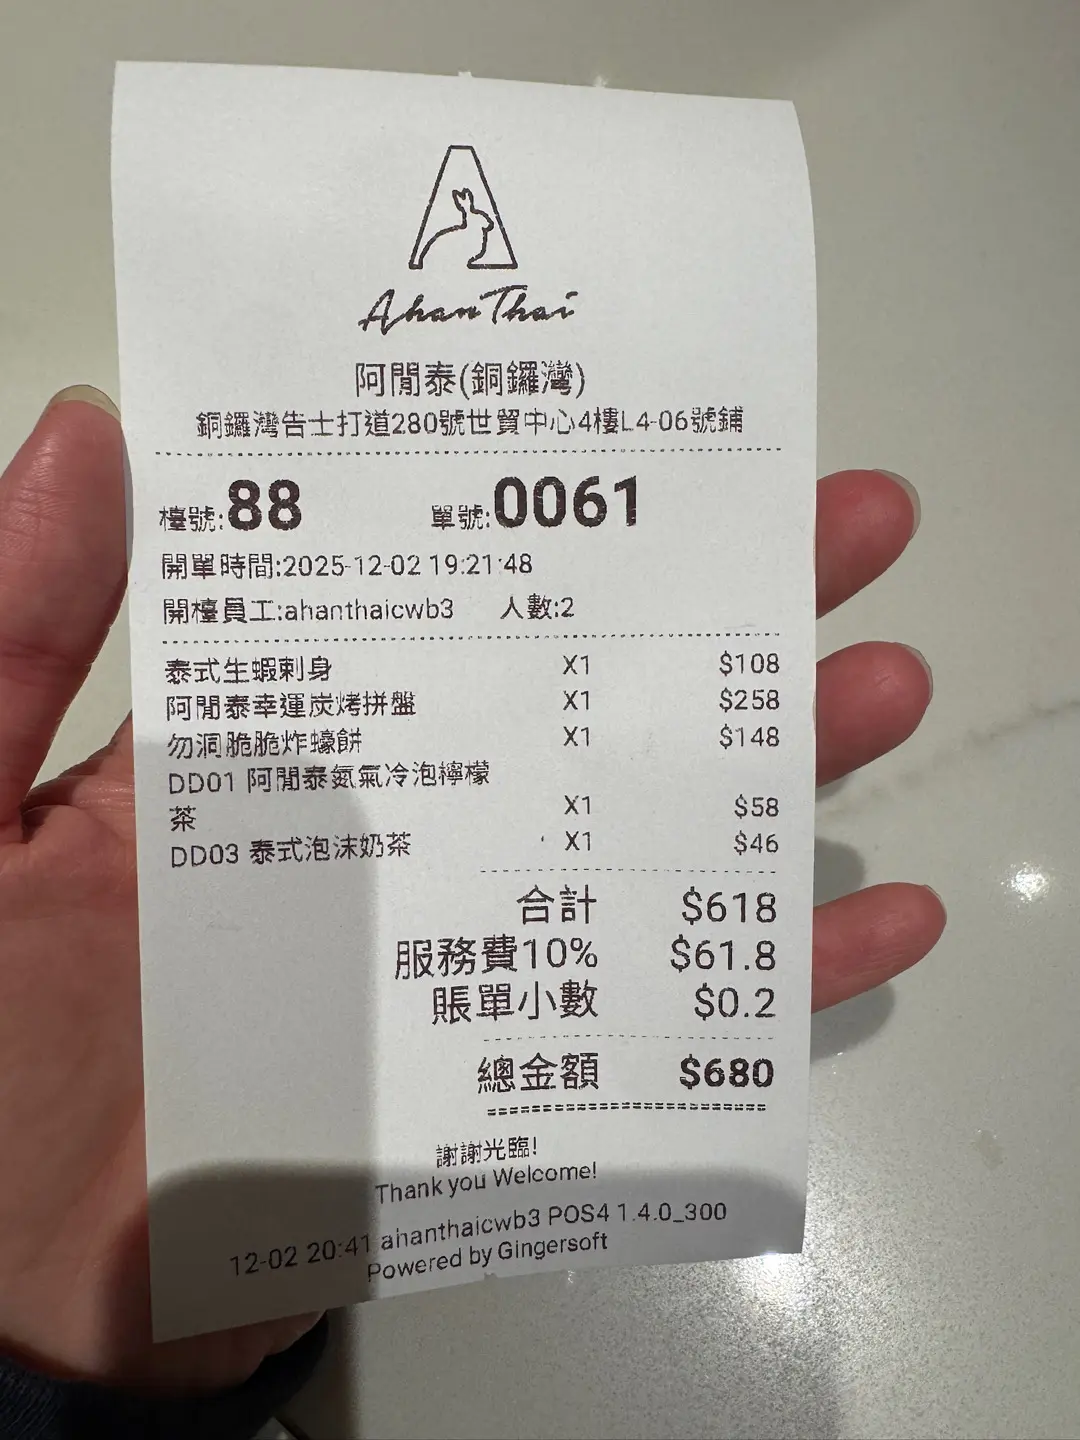 Ahan Thai
阿閒泰(銅鑼灣)
銅鑼灣告士打道280號世貿中心4樓L4-06號鋪
檯號:88 單號:0061
開單時間:2025-12-02 19:21:48
開檯員工:ahanthaicwb3 人數:2
泰式生蝦刺身 X1 $108
阿閒泰幸運炭烤拼盤 X1 $258
勿洞脆脆炸蠔餅 X1 $148
DD01 阿閒泰氮氣冷泡檸檬
茶 X1 $58
DD03 泰式泡沫奶茶 X1 $46
合計 $618
服務費10% $61.8
賬單小數 $0.2
總金額 $680
謝謝光臨!
Thank you Welcome!
12-02 20:41 ahanthaicwb3 POS4 1.4.0_300
Powered by Gingersoft